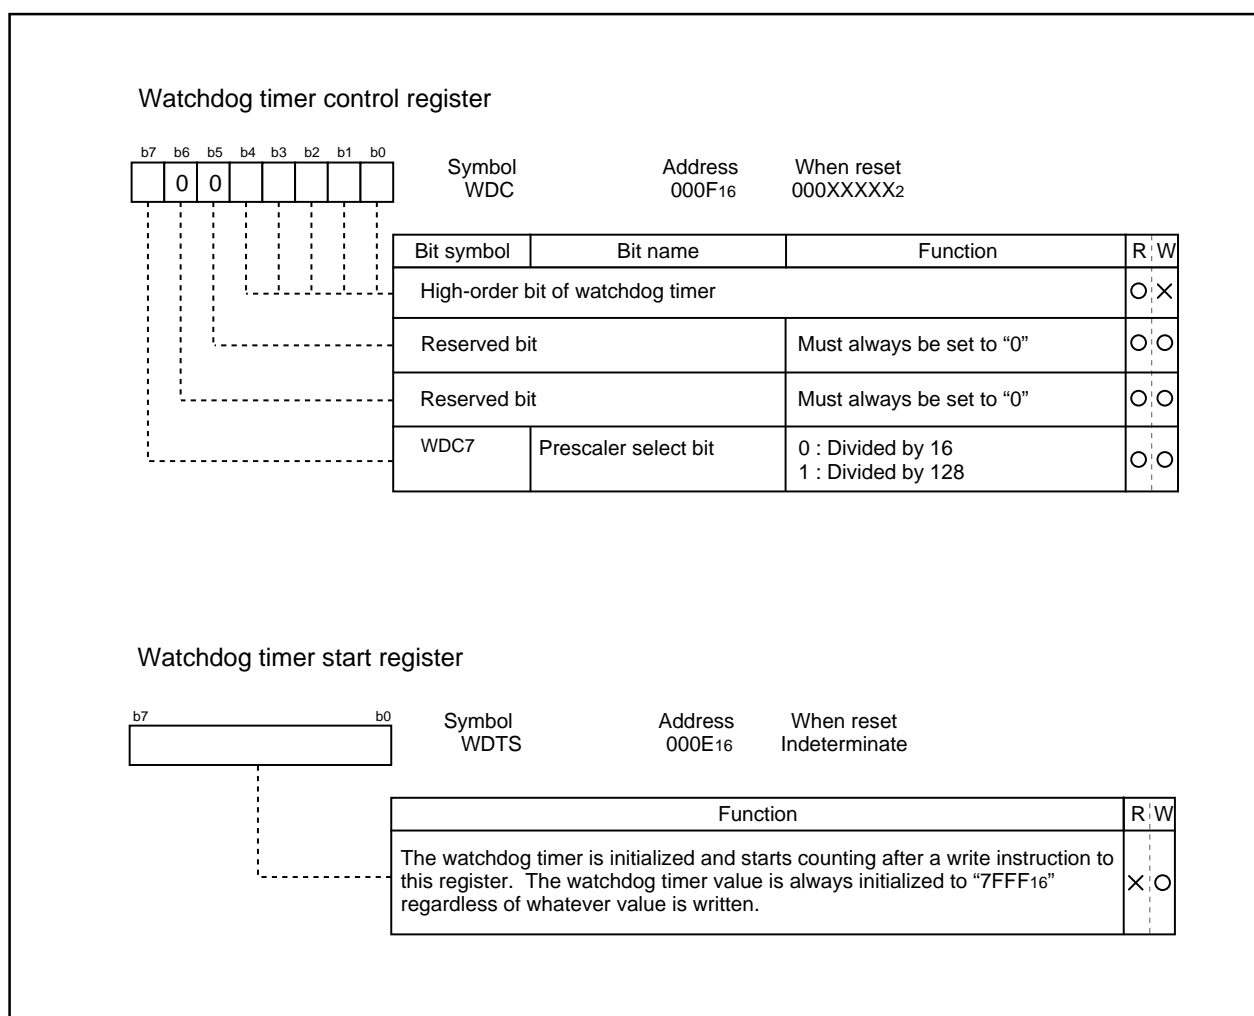 Watchdog timer control register
b7 b6 b5 b4 b3 b2 b1 b0
0 0
Symbol Address When reset
WDC 000F16 000XXXXX2
Bit symbol Bit name Function R W
High-order bit of watchdog timer
Reserved bit Must always be set to “0”
Reserved bit Must always be set to “0”
WDC7 Prescaler select bit 0 : Divided by 16
1 : Divided by 128
Watchdog timer start register
b7 b0
Symbol Address When reset
WDTS 000E16 Indeterminate
Function R W
The watchdog timer is initialized and starts counting after a write instruction to
this register. The watchdog timer value is always initialized to “7FFF16”
regardless of whatever value is written.